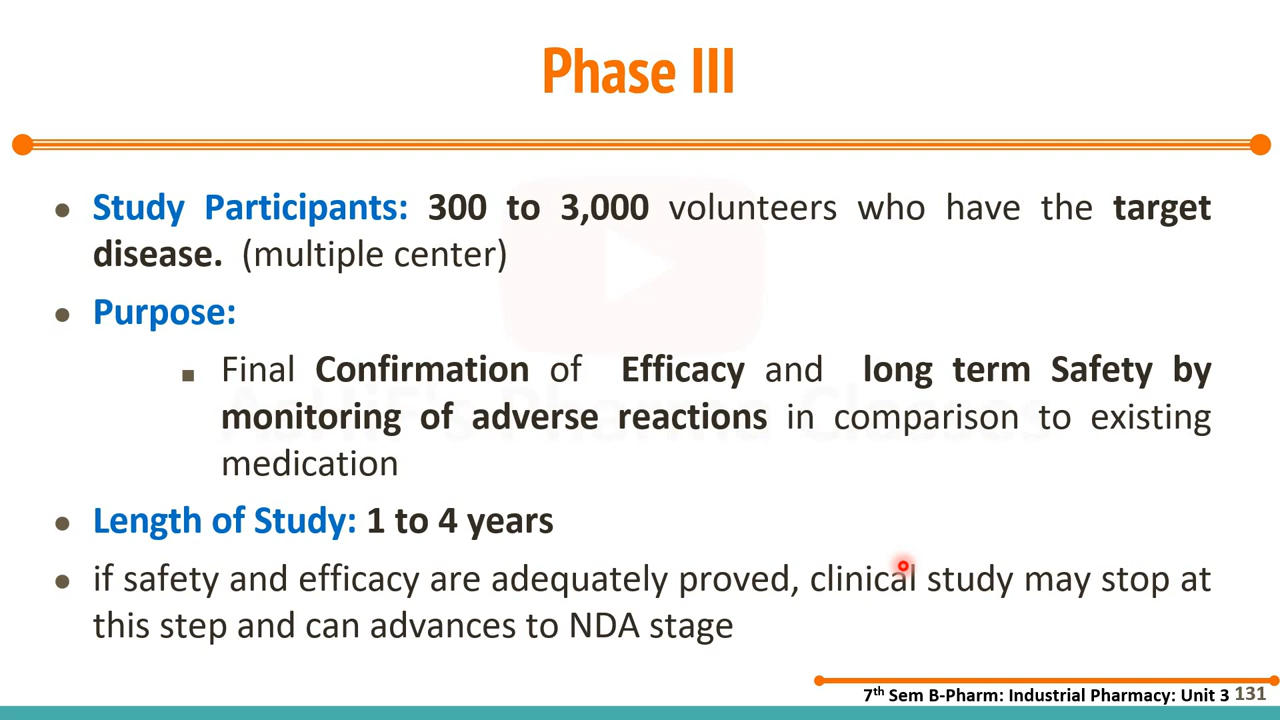 Phase III
• Study Participants: 300 to 3,000 volunteers who have the target
disease. (multiple center)
• Purpose:
▪ Final Confirmation of Efficacy and long term Safety by
monitoring of adverse reactions in comparison to existing
medication
• Length of Study: 1 to 4 years
• if safety and efficacy are adequately proved, clinical study may stop at
this step and can advances to NDA stage
7th Sem B-Pharm: Industrial Pharmacy: Unit 3 131